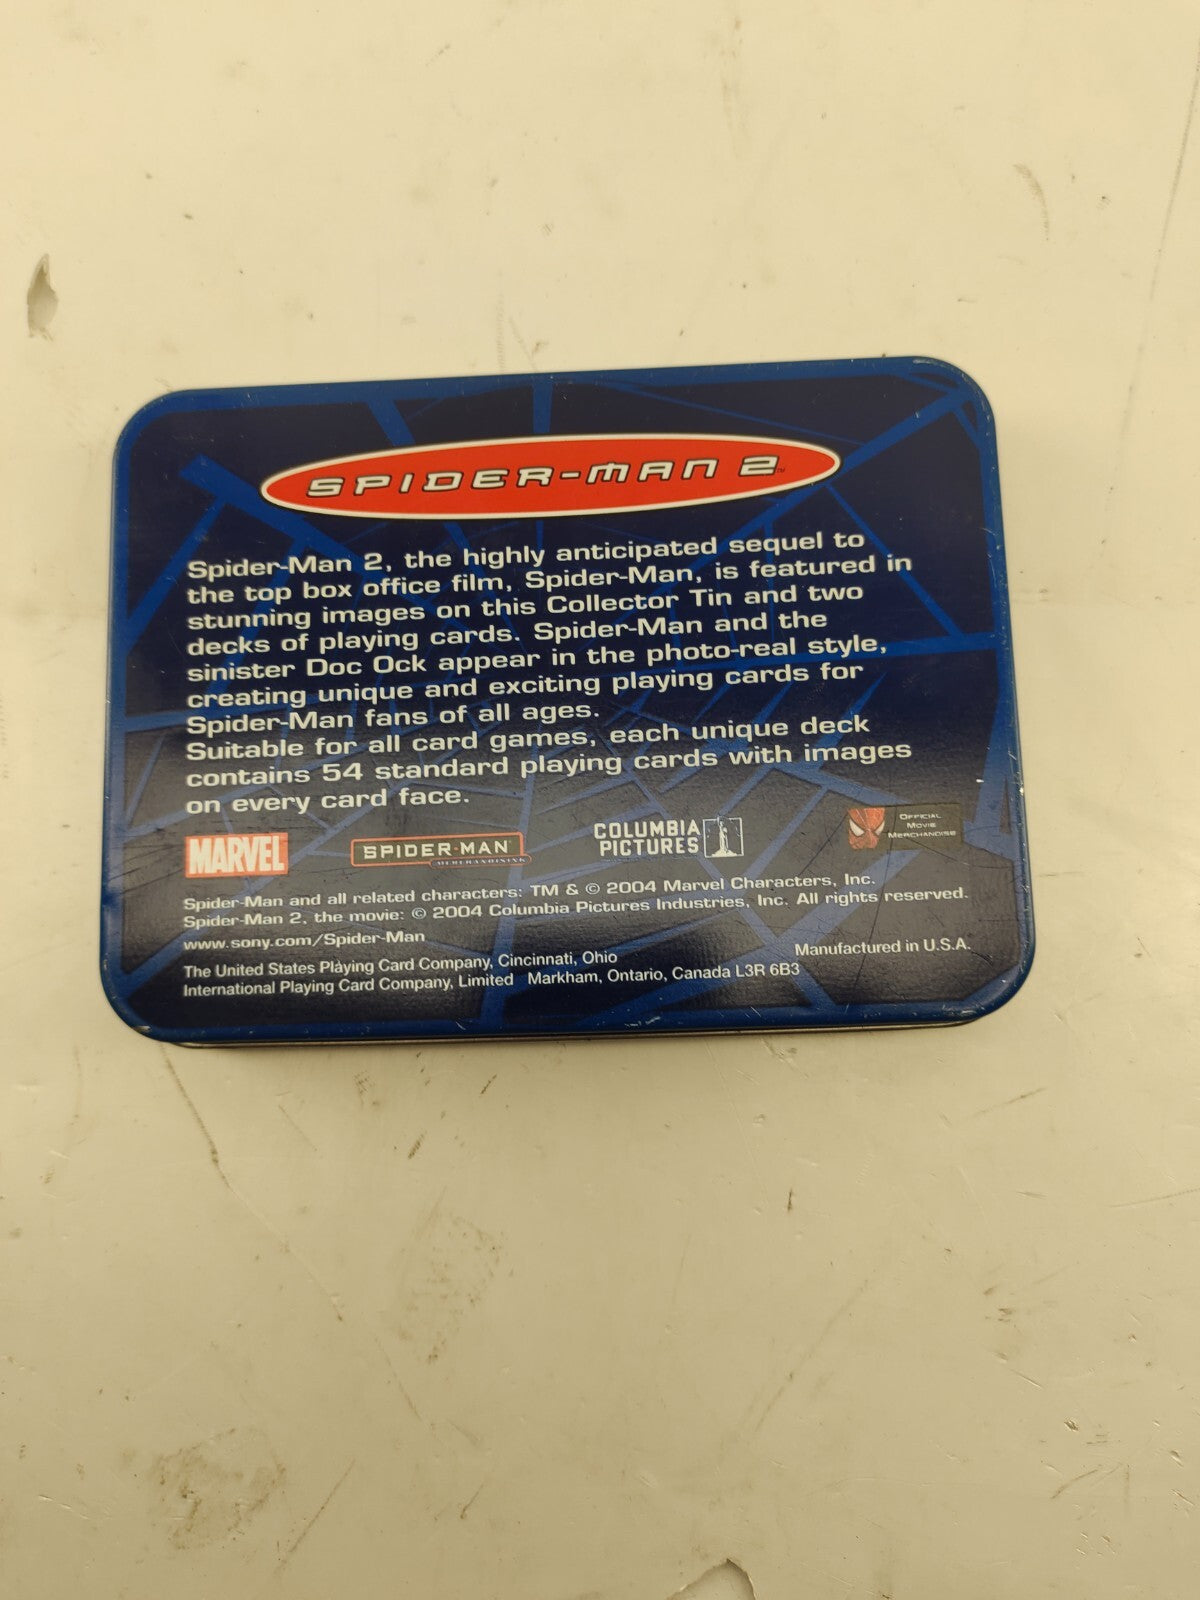 SPIDER-MAN 2™
Spider-Man 2, the highly anticipated sequel to
the top box office film, Spider-Man, is featured in
stunning images on this Collector Tin and two
decks of playing cards. Spider-Man and the
sinister Doc Ock appear in the photo-real style,
creating unique and exciting playing cards for
Spider-Man fans of all ages.
Suitable for all card games, each unique deck
contains 54 standard playing cards with images
on every card face.
MARVEL
SPIDER-MAN
MERCHANDISING
COLUMBIA
PICTURES
OFFICIAL
MOVIE
MERCHANDISE
Spider-Man and all related characters: TM & © 2004 Marvel Characters, Inc.
Spider-Man 2, the movie: © 2004 Columbia Pictures Industries, Inc. All rights reserved.
www.sony.com/Spider-Man
Manufactured in U.S.A.
The United States Playing Card Company, Cincinnati, Ohio
International Playing Card Company, Limited Markham, Ontario, Canada L3R 6B3